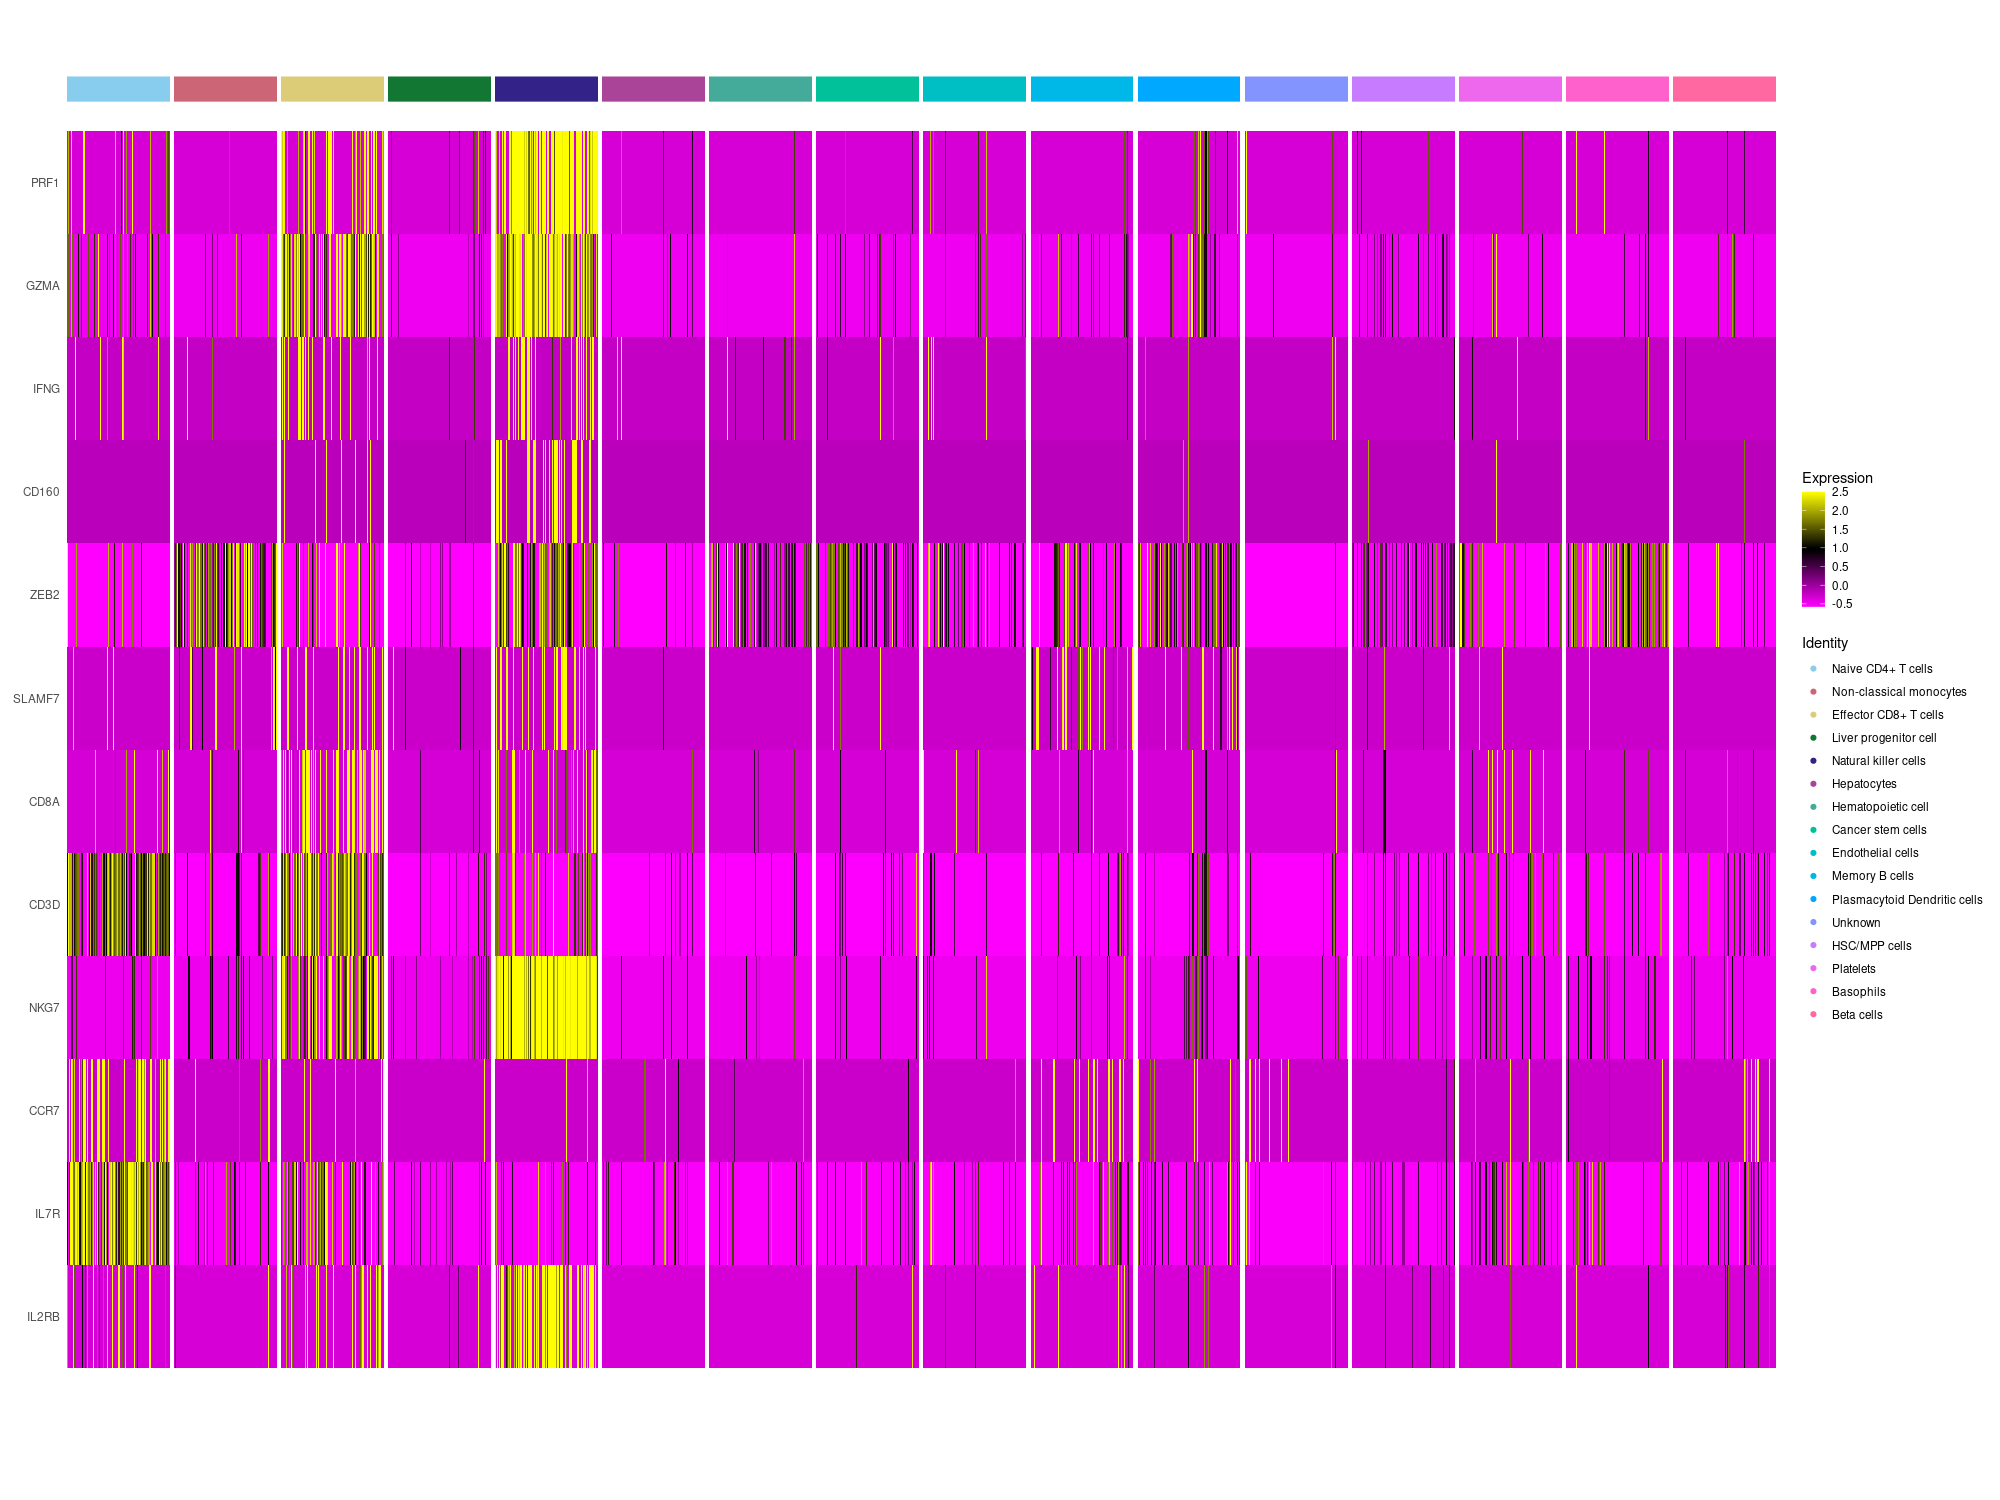 PRF1
GZMA
IFNG
CD160
ZEB2
SLAMF7
CD8A
CD3D
NKG7
CCR7
IL7R
IL2RB
Expression
2.5
2.0
1.5
1.0
0.5
0.0
-0.5
Identity
Naive CD4+ T cells
Non-classical monocytes
Effector CD8+ T cells
Liver progenitor cell
Natural killer cells
Hepatocytes
Hematopoietic cell
Cancer stem cells
Endothelial cells
Memory B cells
Plasmacytoid Dendritic cells
Unknown
HSC/MPP cells
Platelets
Basophils
Beta cells